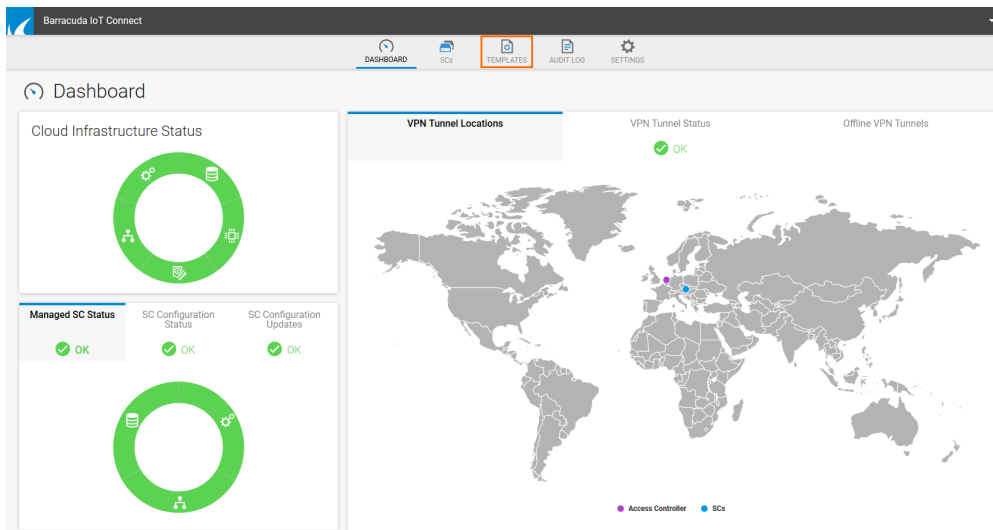 Barracuda IoT Connect
DASHBOARD
SCs
TEMPLATES
AUDIT LOG
SETTINGS
Dashboard
Cloud Infrastructure Status
VPN Tunnel Locations
VPN Tunnel Status
OK
Offline VPN Tunnels
Managed SC Status
OK
SC Configuration
Status
OK
SC Configuration
Updates
OK
Access Controller
SCs